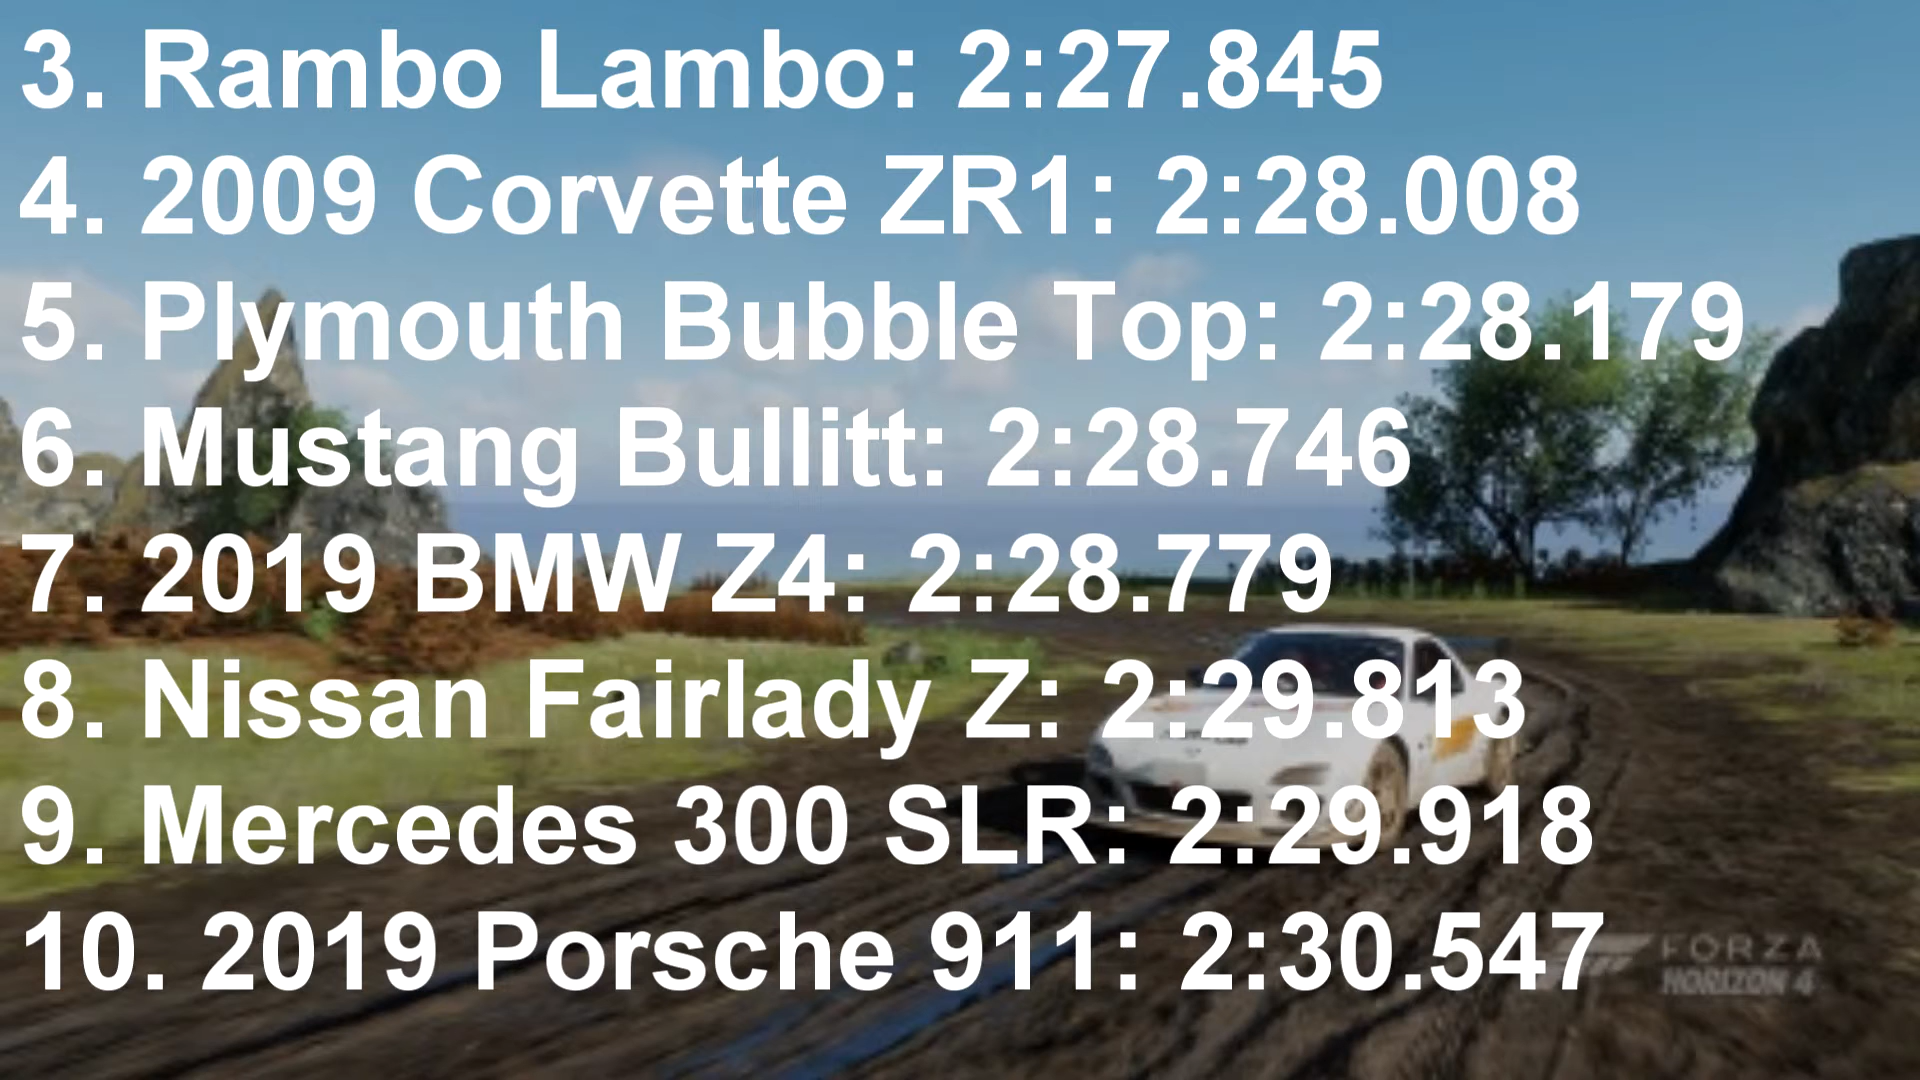 3. Rambo Lambo: 2:27.845
4. 2009 Corvette ZR1: 2:28.008
5. Plymouth Bubble Top: 2:28.179
6. Mustang Bullitt: 2:28.746
7. 2019 BMW Z4: 2:28.779
8. Nissan Fairlady Z: 2:29.813
9. Mercedes 300 SLR: 2:29.918
10. 2019 Porsche 911: 2:30.547
FORZA
HORIZON 4